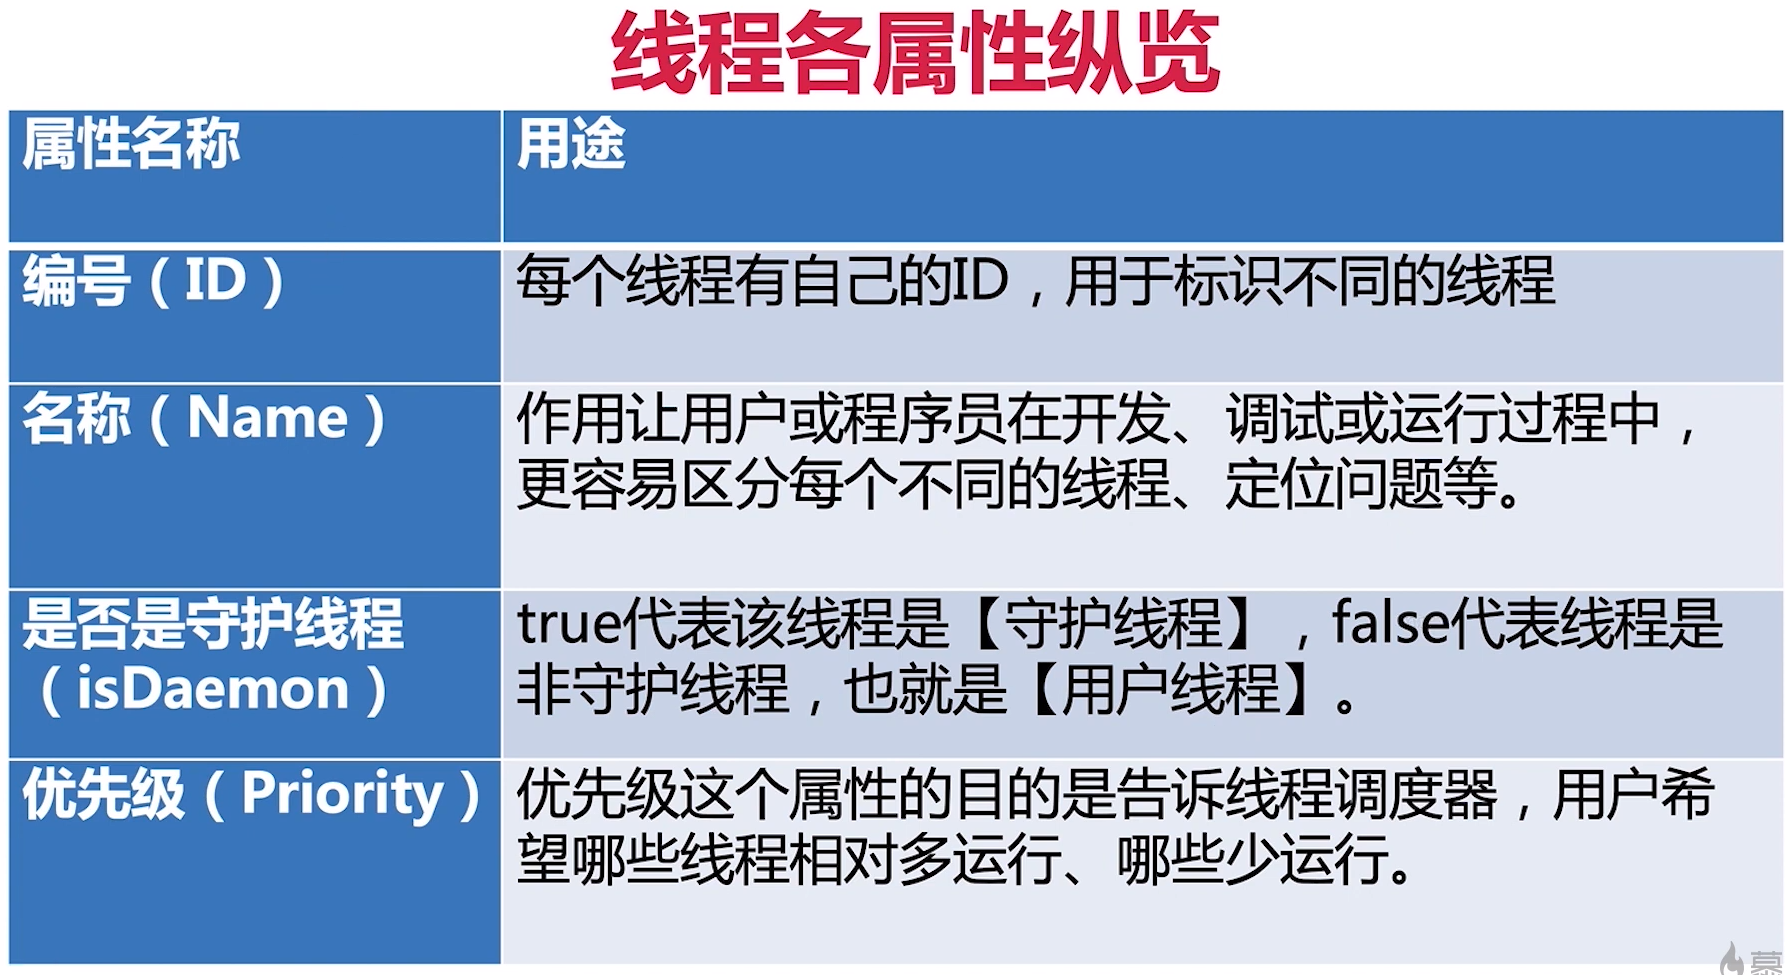 线程各属性纵览
属性名称
用途
编号（ID）
每个线程有自己的ID，用于标识不同的线程
名称（Name）
作用让用户或程序员在开发、调试或运行过程中，
更容易区分每个不同的线程、定位问题等。
是否是守护线程
（isDaemon）
true代表该线程是【守护线程】，false代表线程是
非守护线程，也就是【用户线程】。
优先级（Priority）
优先级这个属性的目的是告诉线程调度器，用户希
望哪些线程相对多运行、哪些少运行。